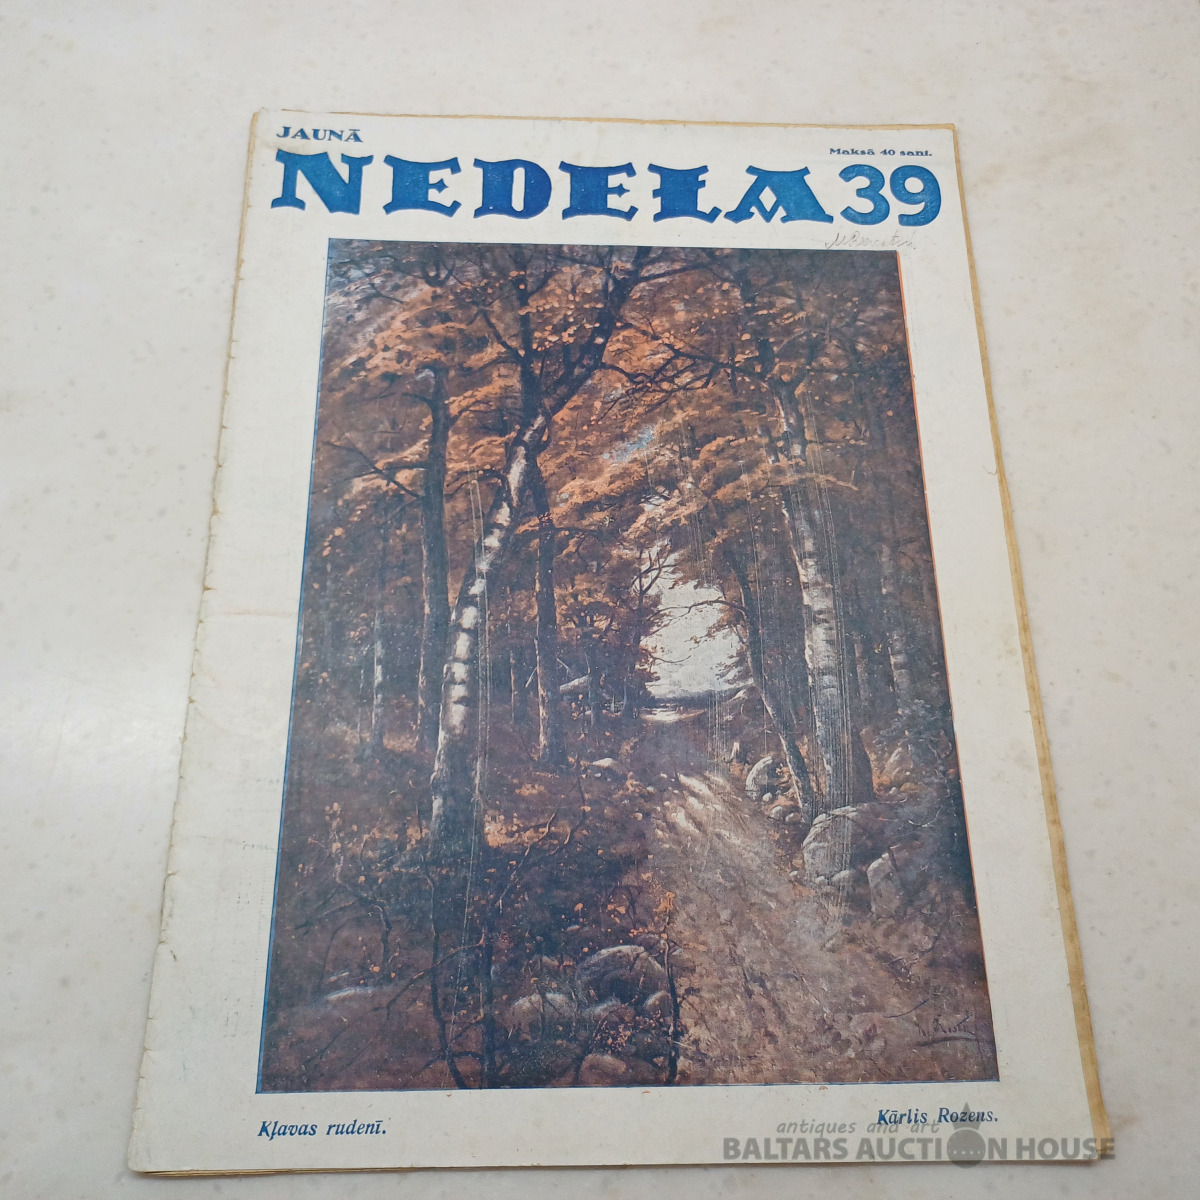 JAUNĀ
Maksā 40 sant.
NEDEĻA 39
Kļavas rudenī.
Kārlis Rozens.
antiques and art
BALTARS AUCTION HOUSE